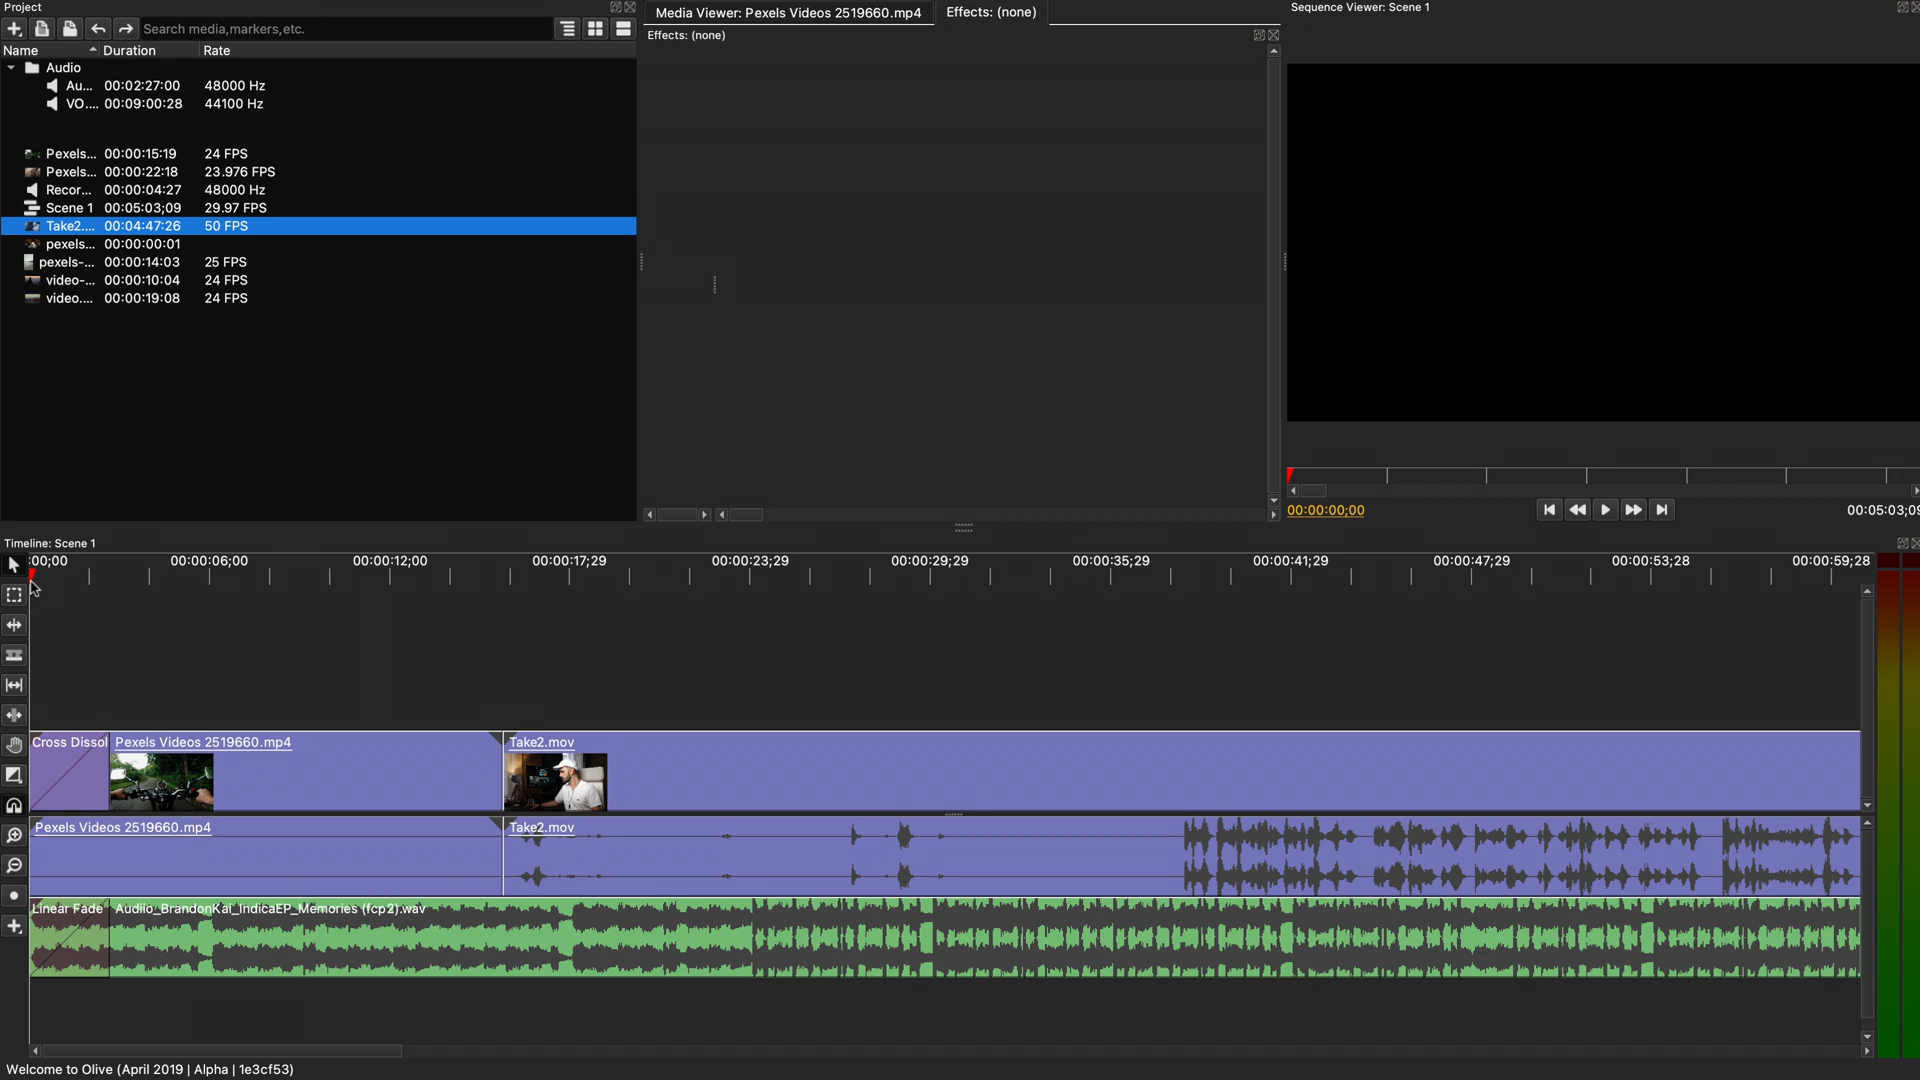 Project
Search media,markers,etc.
Name Duration Rate
Audio
Au... 00:02:27:00 48000 Hz
VO.... 00:09:00:28 44100 Hz
Pexels... 00:00:15:19 24 FPS
Pexels... 00:00:22:18 23.976 FPS
Recor... 00:00:04:27 48000 Hz
Scene 1 00:05:03;09 29.97 FPS
Take2.... 00:04:47:26 50 FPS
pexels... 00:00:00:01
pexels-... 00:00:14:03 25 FPS
video-... 00:00:10:04 24 FPS
video.... 00:00:19:08 24 FPS
Media Viewer: Pexels Videos 2519660.mp4 Effects: (none)
Effects: (none)
Sequence Viewer: Scene 1
00:00:00;00 00:05:03;09
Timeline: Scene 1
:00;00 00:00:06;00 00:00:12;00 00:00:17;29 00:00:23;29 00:00:29;29 00:00:35;29 00:00:41;29 00:00:47;29 00:00:53;28 00:00:59;28
Cross Dissol Pexels Videos 2519660.mp4 Take2.mov
Pexels Videos 2519660.mp4 Take2.mov
Linear Fade Audiio_BrandonKai_IndicaEP_Memories (fcp2).wav
Welcome to Olive (April 2019 | Alpha | 1e3cf53)